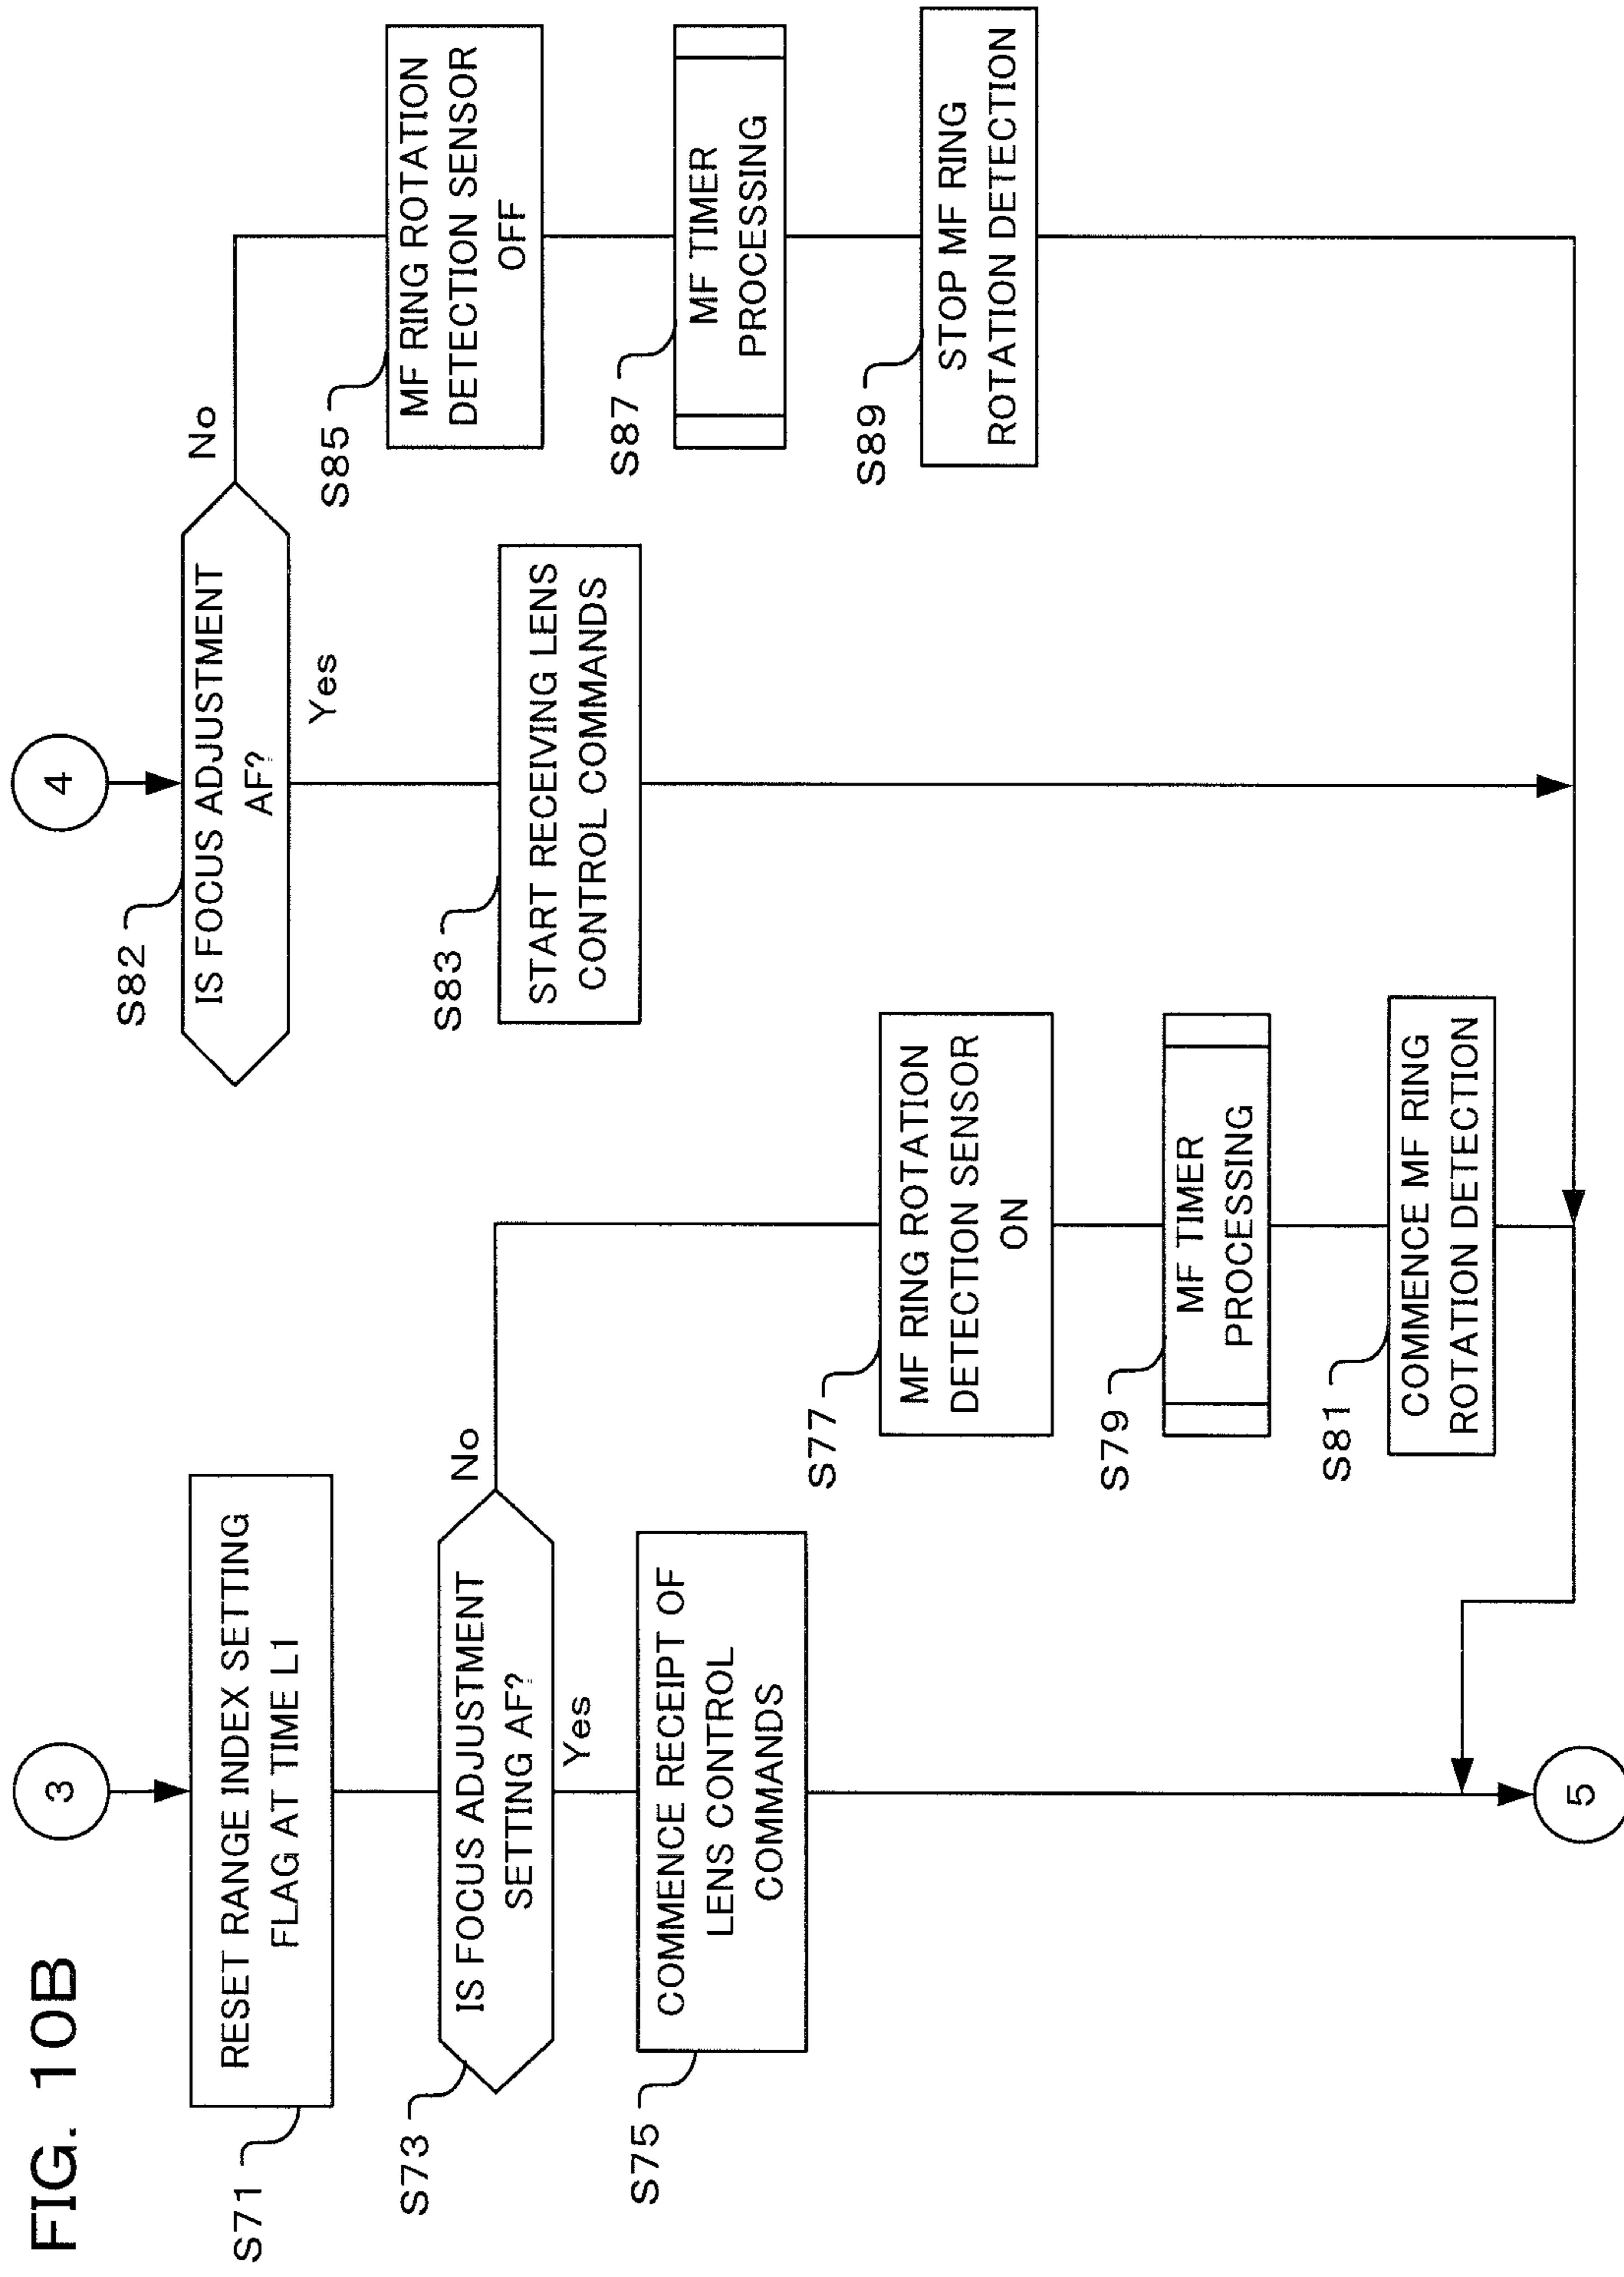 FIG. 10B
3
S71
RESET RANGE INDEX SETTING
FLAG AT TIME L1
S73
IS FOCUS ADJUSTMENT
SETTING AF?
No
Yes
S75
COMMENCE RECEIPT OF
LENS CONTROL
COMMANDS
S77
MF RING ROTATION
DETECTION SENSOR
ON
S79
MF TIMER
PROCESSING
S81
COMMENCE MF RING
ROTATION DETECTION
4
S82
IS FOCUS ADJUSTMENT
AF?
No
Yes
S83
START RECEIVING LENS
CONTROL COMMANDS
S85
MF RING ROTATION
DETECTION SENSOR
OFF
S87
MF TIMER
PROCESSING
S89
STOP MF RING
ROTATION DETECTION
5